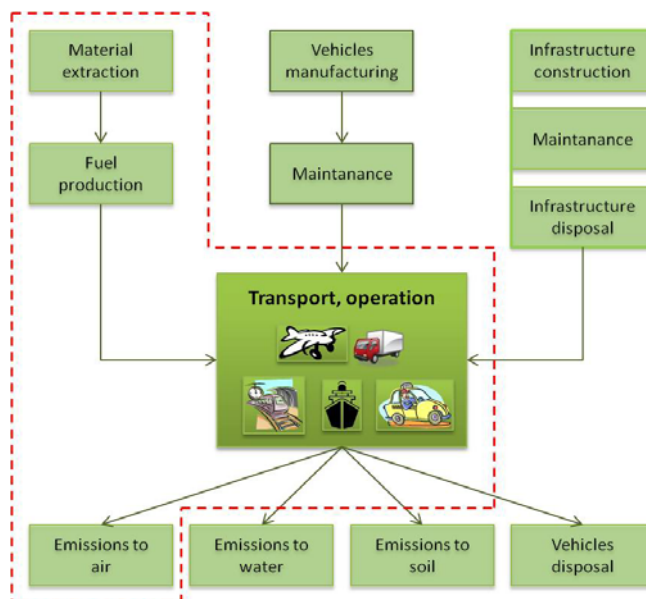 Material
extraction
Vehicles
manufacturing
Infrastructure
construction
Fuel
production
Maintanance
Maintanance
Infrastructure
disposal
Transport, operation
Emissions to
air
Emissions to
water
Emissions to
soil
Vehicles
disposal